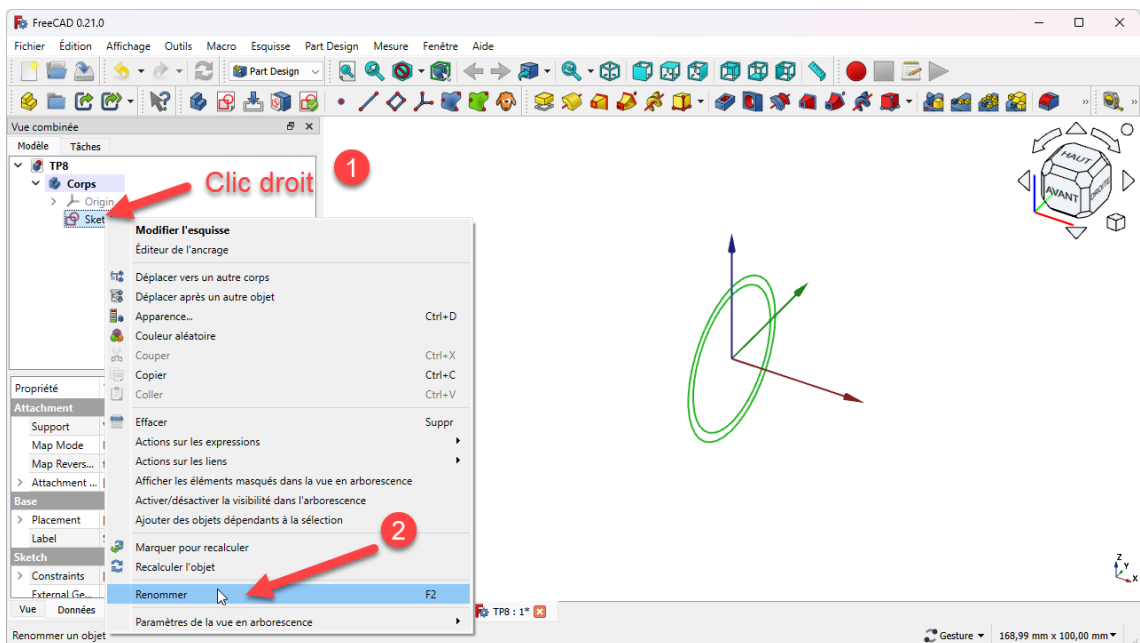 FreeCAD 0.21.0
Fichier Édition Affichage Outils Macro Esquisse Part Design Mesure Fenêtre Aide
Part Design
Vue combinée
Modèle Tâches
TP8
Corps
Origin
Sket
Clic droit
1
Modifier l'esquisse
Éditeur de l'ancrage
Déplacer vers un autre corps
Déplacer après un autre objet
Apparence... Ctrl+D
Couleur aléatoire
Couper Ctrl+X
Copier Ctrl+C
Coller Ctrl+V
Effacer Suppr
Actions sur les expressions
Actions sur les liens
Afficher les éléments masqués dans la vue en arborescence
Activer/désactiver la visibilité dans l'arborescence
Ajouter des objets dépendants à la sélection
2
Marquer pour recalculer
Recalculer l'objet
Renommer F2
Paramètres de la vue en arborescence
Propriété
Attachment
Support
Map Mode
Map Revers...
Attachment ...
Base
Placement
Label
Sketch
Constraints
External Ge...
Vue Données
Renommer un objet
HAUT
AVANT
DROITE
Z
Y
X
TP8 : 1*
Gesture 168,99 mm x 100,00 mm